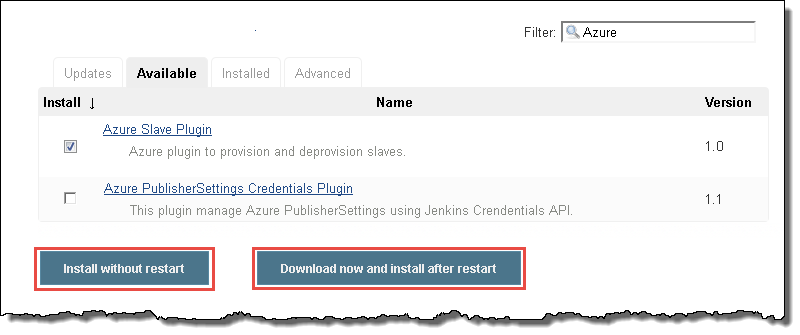 Filter: Azure
Updates Available Installed Advanced
Install ↓ Name Version
Azure Slave Plugin
Azure plugin to provision and deprovision slaves.
1.0
Azure PublisherSettings Credentials Plugin
This plugin manage Azure PublisherSettings using Jenkins Crendentials API.
1.1
Install without restart Download now and install after restart